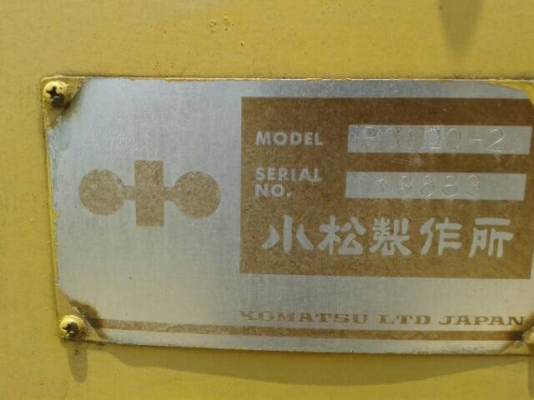 MODEL
SERIAL
NO.
小松製作所
KOMATSU LTD JAPAN